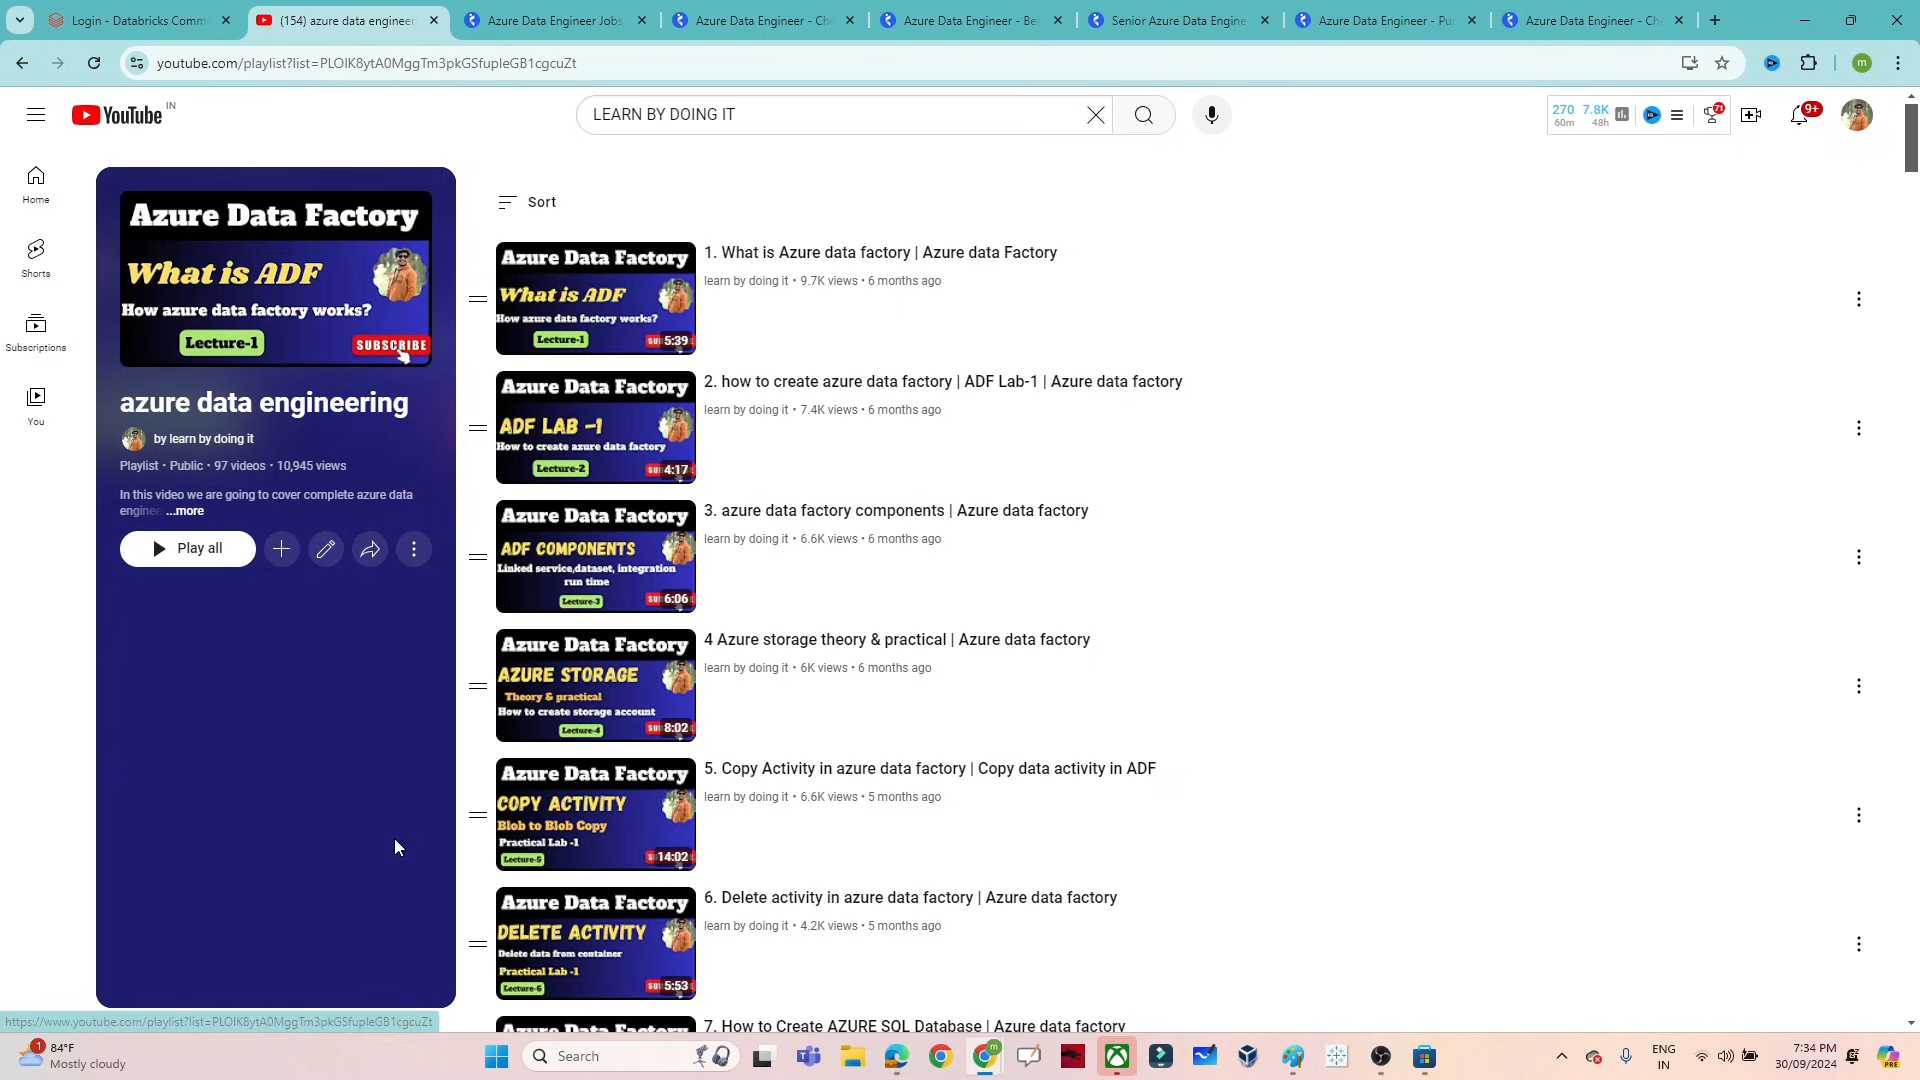 Login - Databricks Comm
(154) azure data engineer
Azure Data Engineer Jobs,
Azure Data Engineer - Che
Azure Data Engineer - Ber
Senior Azure Data Engine
Azure Data Engineer - Pu
Azure Data Engineer - Ch
youtube.com/playlist?list=PLOlK8ytA0MggTm3pkGSfupleGB1cgcuZt
m
YouTube IN
LEARN BY DOING IT
270 7.8K
60m 48h
71
9+
Home
Shorts
Subscriptions
You
Azure Data Factory
What is ADF
How azure data factory works?
Lecture-1
SUBSCRIBE
azure data engineering
by learn by doing it
Playlist • Public • 97 videos • 10,945 views
In this video we are going to cover complete azure data
enginee ...more
Play all
Sort
Azure Data Factory
What is ADF
How azure data factory works?
Lecture-1
5:39
1. What is Azure data factory | Azure data Factory
learn by doing it • 9.7K views • 6 months ago
Azure Data Factory
ADF LAB -1
How to create azure data factory
Lecture-2
4:17
2. how to create azure data factory | ADF Lab-1 | Azure data factory
learn by doing it • 7.4K views • 6 months ago
Azure Data Factory
ADF COMPONENTS
Linked service,dataset, integration
run time
Lecture-3
6:06
3. azure data factory components | Azure data factory
learn by doing it • 6.6K views • 6 months ago
Azure Data Factory
AZURE STORAGE
Theory & practical
How to create storage account
Lecture-4
8:02
4 Azure storage theory & practical | Azure data factory
learn by doing it • 6K views • 6 months ago
Azure Data Factory
COPY ACTIVITY
Blob to Blob Copy
Practical Lab -1
Lecture-5
14:02
5. Copy Activity in azure data factory | Copy data activity in ADF
learn by doing it • 6.6K views • 5 months ago
Azure Data Factory
DELETE ACTIVITY
Delete data from container
Practical Lab -1
Lecture-6
5:53
6. Delete activity in azure data factory | Azure data factory
learn by doing it • 4.2K views • 5 months ago
Azure Data Factory
7. How to Create AZURE SQL Database | Azure data factory
https://www.youtube.com/playlist?list=PLOlK8ytA0MggTm3pkGSfupleGB1cgcuZt
1
84°F
Mostly cloudy
Search
m
ENG
IN
7:34 PM
30/09/2024
PRE